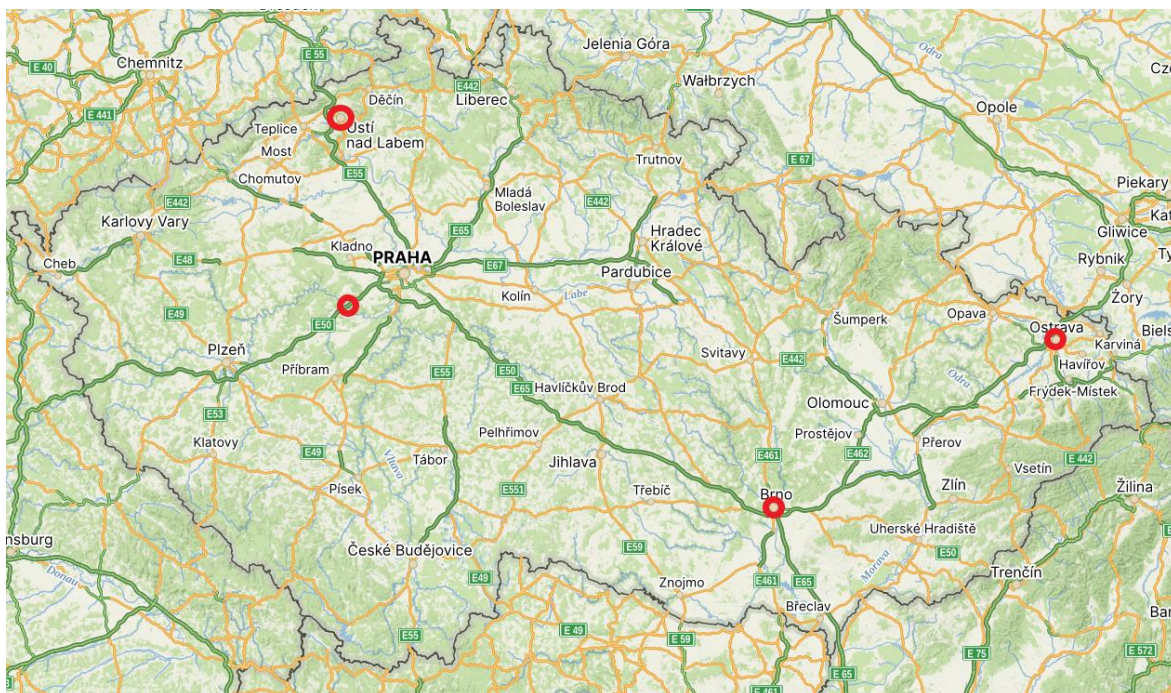 E 55
Jelenia Góra
Odra
E 40
Chemnitz
E442
Wałbrzych
Děčín
Liberec
E 441
Opole
Teplice
Ústí
nad Labem
Most
Trutnov
E 67
Chomutov
E55
Mladá
Boleslav
Piekary
E442
E442
Karlovy Vary
Gliwice
E65
Hradec
Králové
Kladno
PRAHA
E48
Cheb
E67
Rybnik
Pardubice
Kolín
Labe
Żory
E49
Šumperk
Opava
E50
Ostrava
Karviná
Plzeň
Svitavy
E442
Příbram
E55
E50
E65
Havlíčkův Brod
Havířov
Odra
Frýdek-Místek
Olomouc
E53
Prostějov
Přerov
Klatovy
Pelhřimov
E49
Vltava
Tábor
Jihlava
E461
E462
E 442
Vsetín
Písek
E551
Třebíč
Brno
Zlín
Žilina
Uherské Hradiště
České Budějovice
E59
E50
Donau
E49
Znojmo
E461
E65
Morava
Trenčín
Břeclav
E55
E 49
E 59
E 75
E 572
E 65
E461